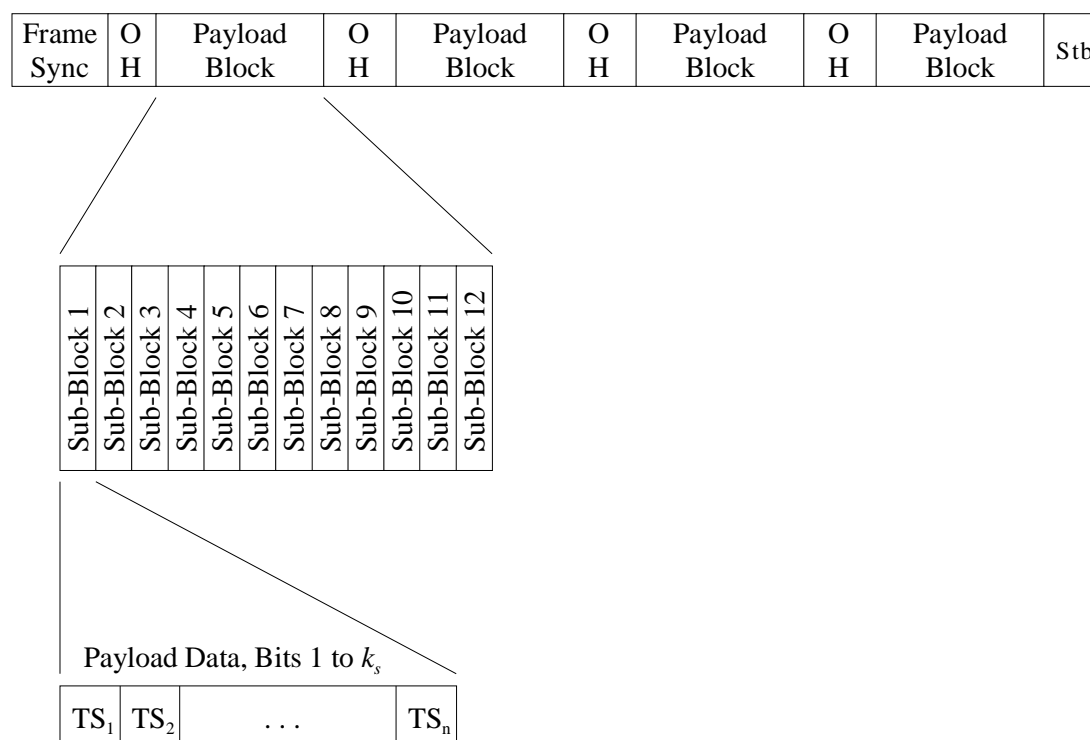 Frame Sync
O H
Payload Block
O H
Payload Block
O H
Payload Block
O H
Payload Block
Stb
Sub-Block 1
Sub-Block 2
Sub-Block 3
Sub-Block 4
Sub-Block 5
Sub-Block 6
Sub-Block 7
Sub-Block 8
Sub-Block 9
Sub-Block 10
Sub-Block 11
Sub-Block 12
Payload Data, Bits 1 to kₛ
TS₁
TS₂
. . .
TSₙ